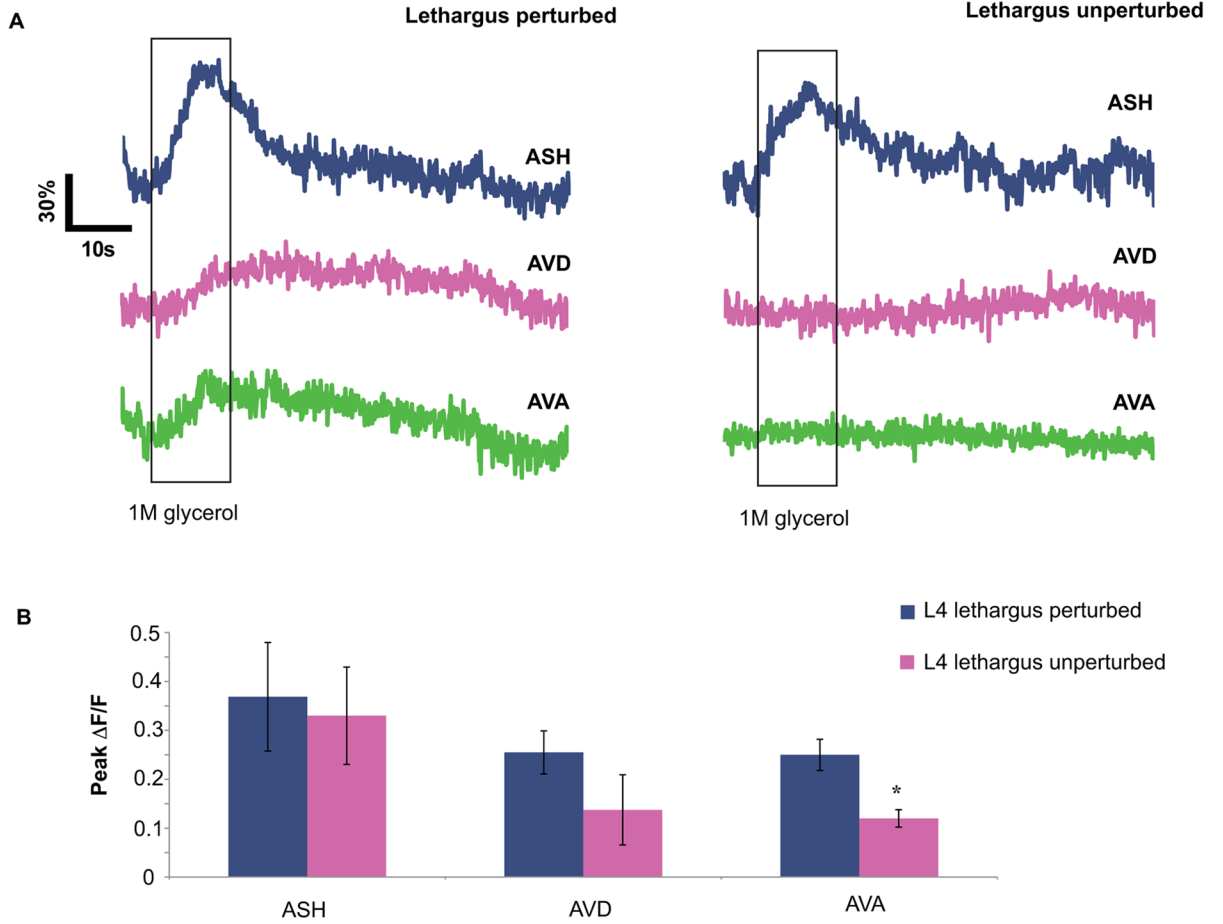 A
Lethargus perturbed
Lethargus unperturbed
ASH
ASH
30%
10s
AVD
AVD
AVA
AVA
1M glycerol
1M glycerol
B
L4 lethargus perturbed
L4 lethargus unperturbed
Peak ΔF/F
0.5
0.4
0.3
0.2
0.1
0
*
ASH
AVD
AVA